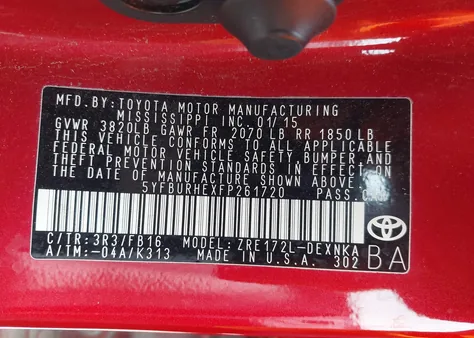 MFD.BY:TOYOTA MOTOR MANUFACTURING
MISSISSIPPI, INC. 01/15
GVWR 3820LB GAWR FR 2070 LB RR 1850 LB
THIS VEHICLE CONFORMS TO ALL APPLICABLE
FEDERAL MOTOR VEHICLE SAFETY, BUMPER, AND
THEFT PREVENTION STANDARDS IN EFFECT ON
THE DATE OF MANUFACTURE SHOWN ABOVE.
5YFBURHEXFP261720 PASS.CAR
C/TR:3R3/FB16 MODEL:ZRE172L-DEXNKA
A/TM:-04A/K313 MADE IN U.S.A. 302
BA